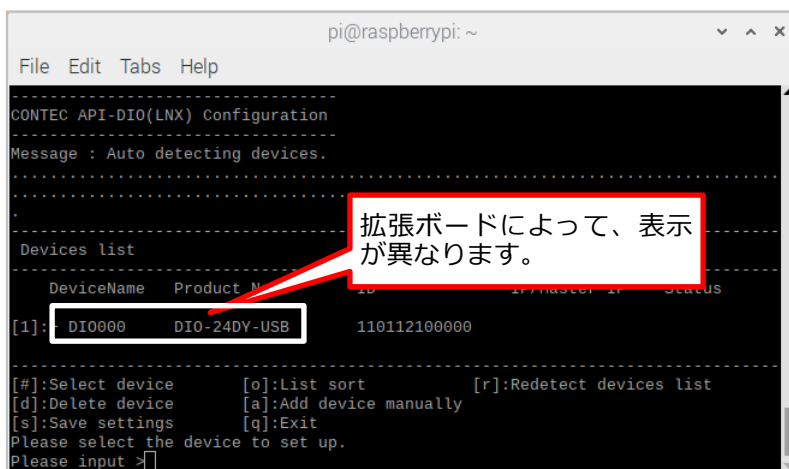 pi@raspberrypi: ~
File Edit Tabs Help
---------------------------------
CONTEC API-DIO(LNX) Configuration
---------------------------------
Message : Auto detecting devices.
拡張ボードによって、表示
が異なります。
Devices list
DeviceName Product ID Status
[1]: DIO000 DIO-24DY-USB 110112100000
[#]:Select device [o]:List sort [r]:Redetect devices list
[d]:Delete device [a]:Add device manually
[s]:Save settings [q]:Exit
Please select the device to set up.
Please input >